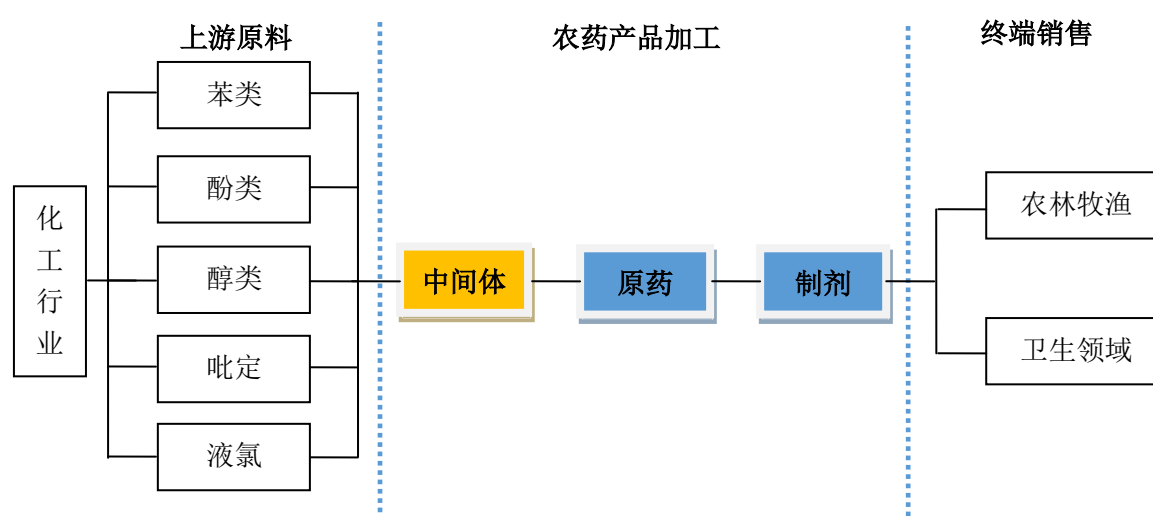 上游原料
农药产品加工
终端销售
化工行业
苯类
酚类
醇类
吡定
液氯
中间体
原药
制剂
农林牧渔
卫生领域